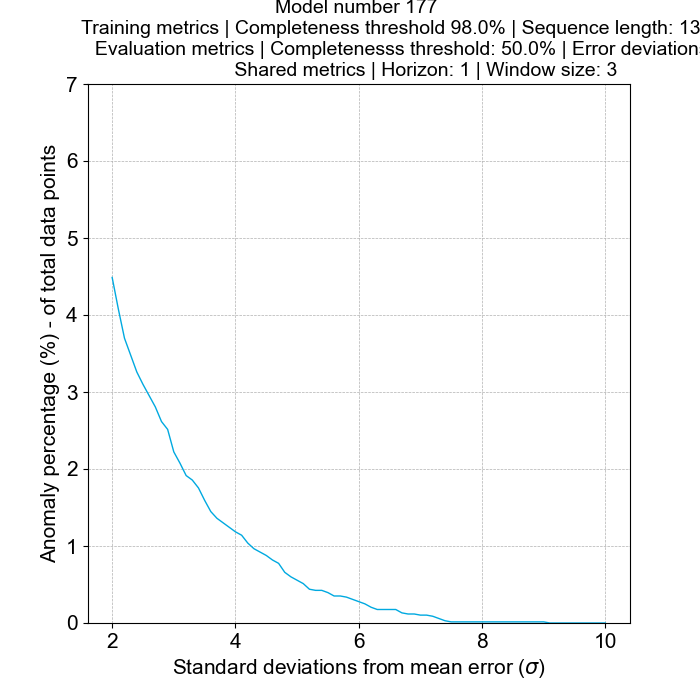 Model number 177
Training metrics | Completeness threshold 98.0% | Sequence length: 13
Evaluation metrics | Completenesss threshold: 50.0% | Error deviation
Shared metrics | Horizon: 1 | Window size: 3
7
6
5
4
3
2
1
0
Anomaly percentage (%) - of total data points
2 4 6 8 10
Standard deviations from mean error (σ)